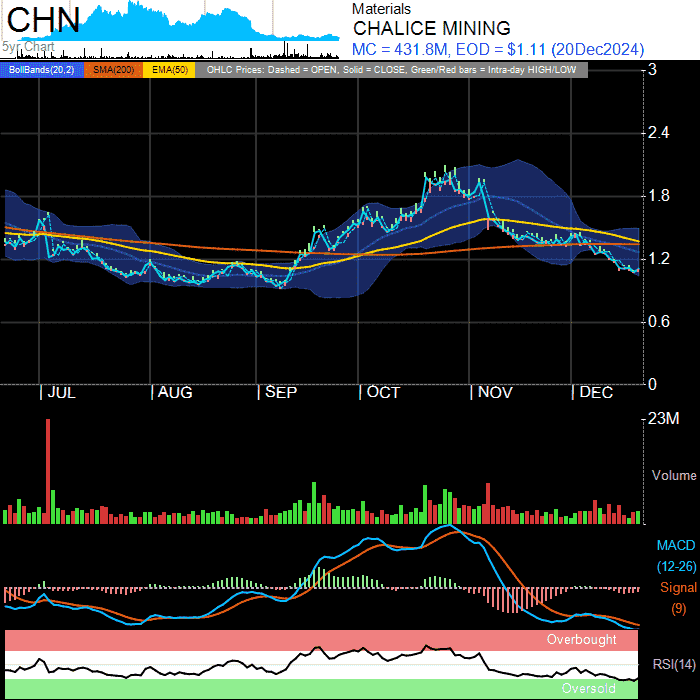 CHN
5yr Chart
Materials
CHALICE MINING
MC = 431.8M, EOD = $1.11 (20Dec2024)
BollBands(20,2) SMA(200) EMA(50) OHLC Prices: Dashed = OPEN, Solid = CLOSE, Green/Red bars = Intra-day HIGH/LOW
3
2.4
1.8
1.2
0.6
0
| JUL | AUG | SEP | OCT | NOV | DEC
23M
Volume
MACD
(12-26)
Signal
(9)
Overbought
RSI(14)
Oversold